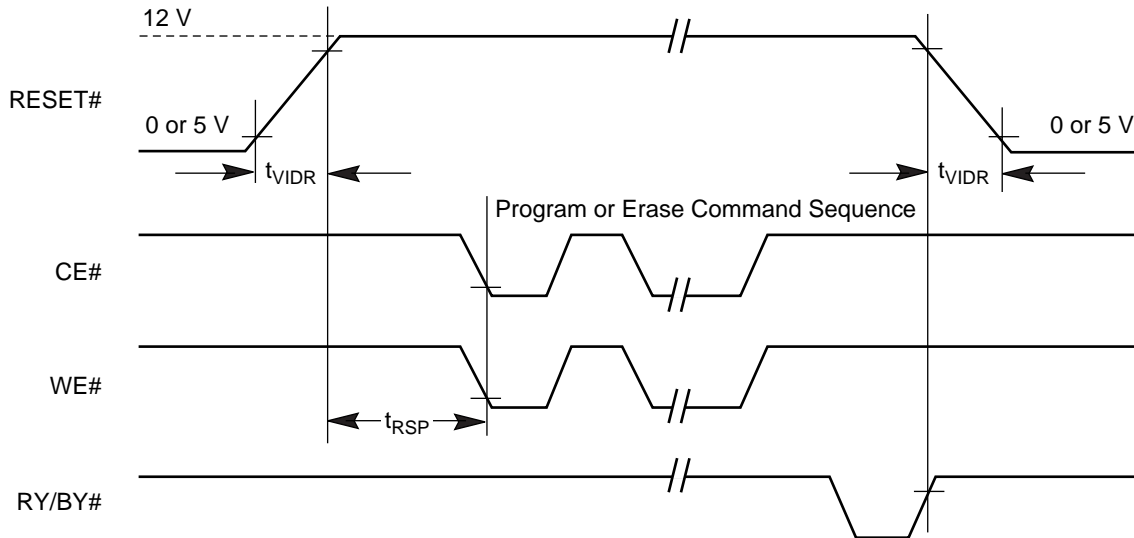 12 V
RESET#
0 or 5 V
0 or 5 V
tVIDR
tVIDR
Program or Erase Command Sequence
CE#
WE#
tRSP
RY/BY#